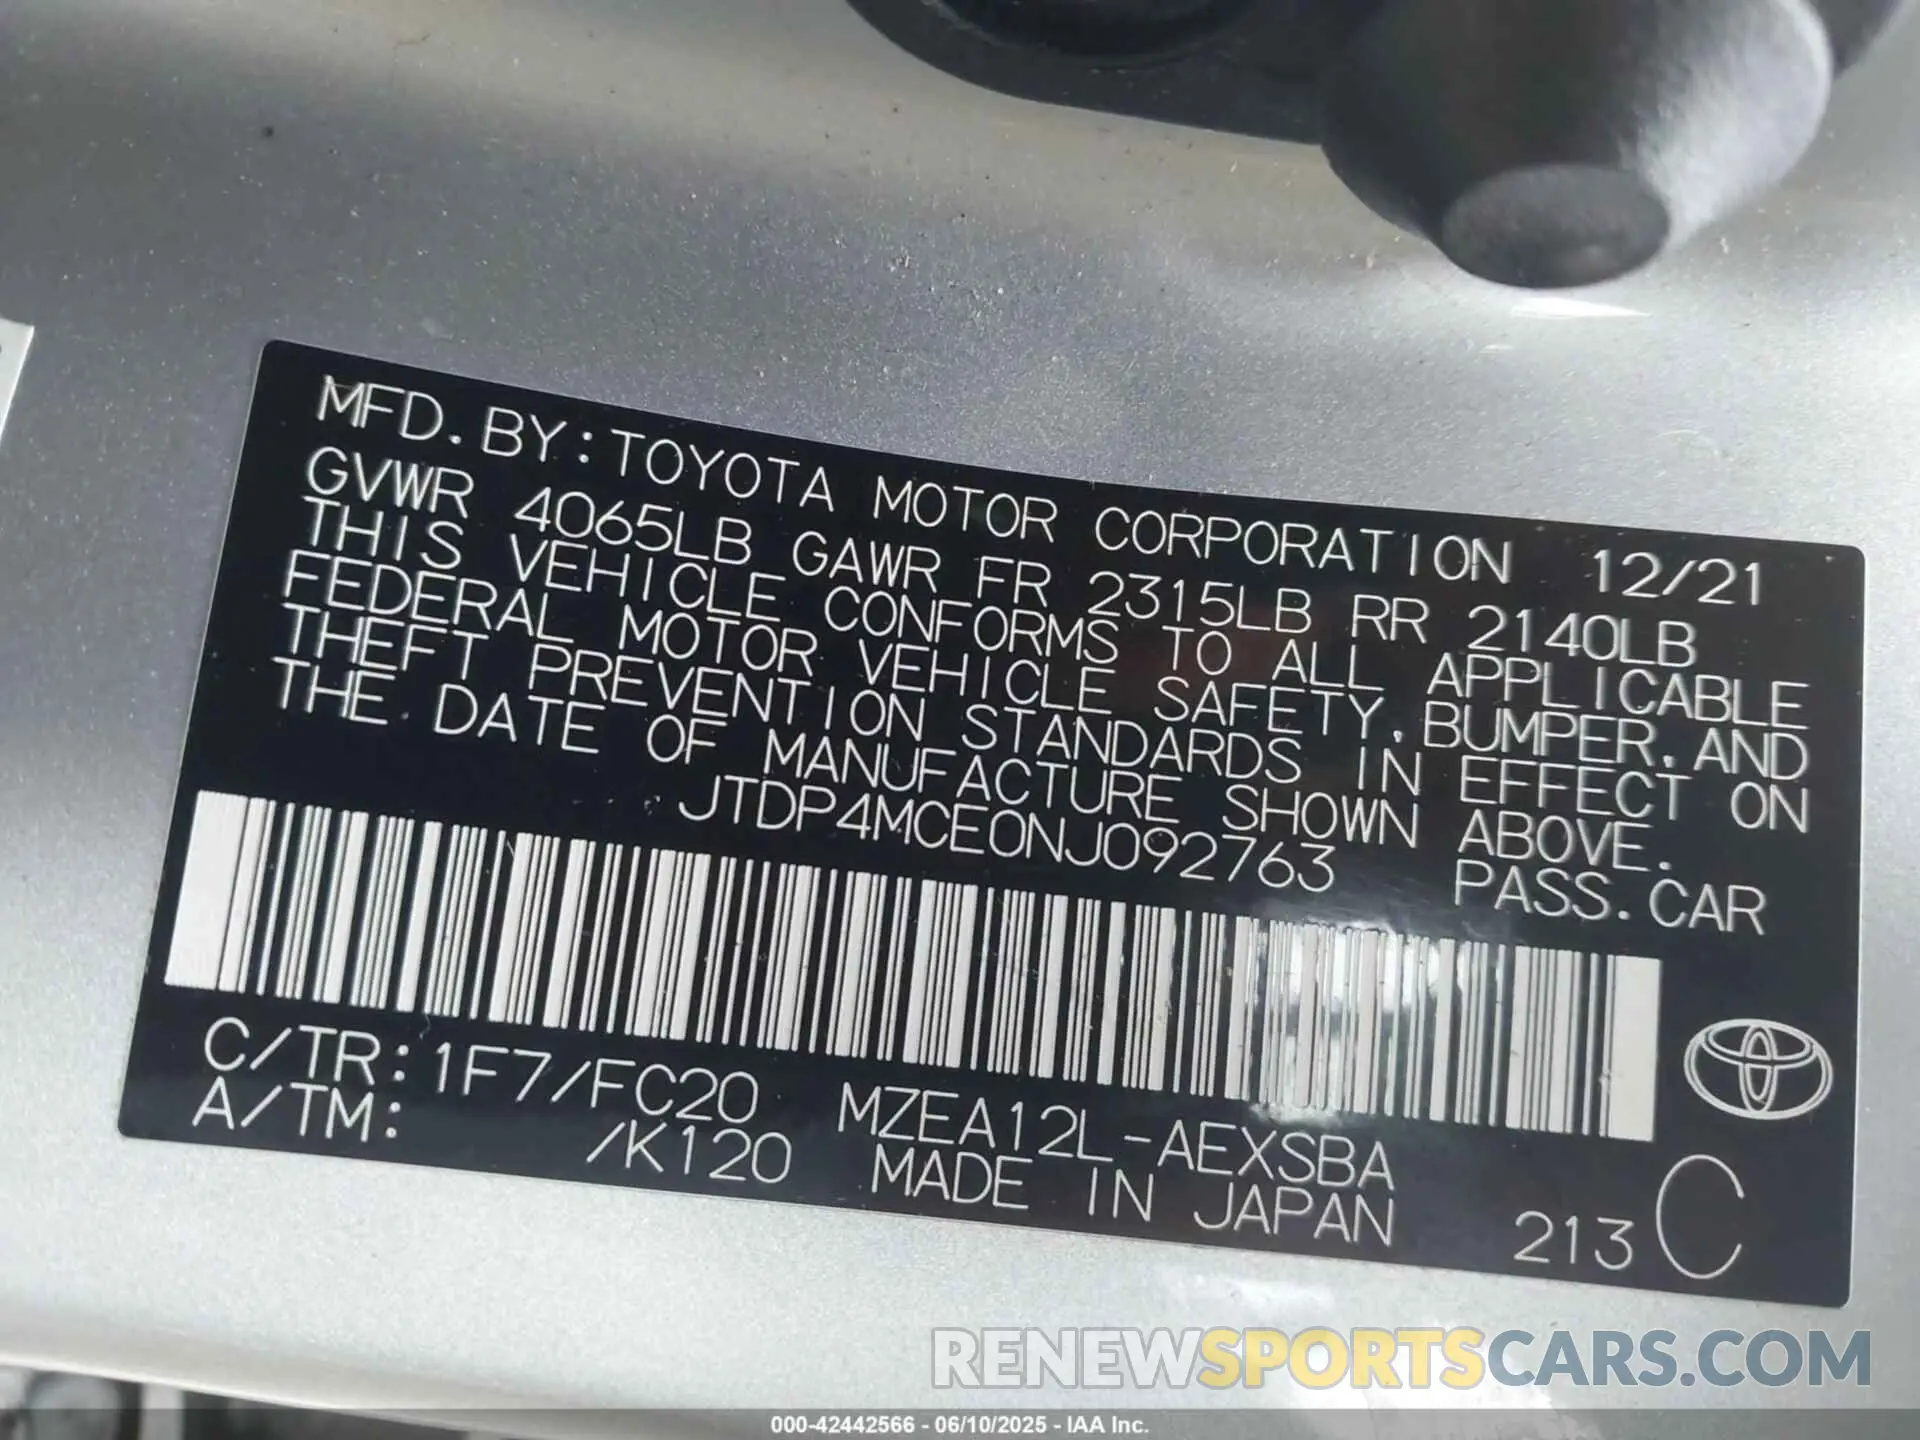 MFD. BY: TOYOTA MOTOR CORPORATION 12/21
GVWR 4065LB GAWR FR 2315LB RR 2140LB
THIS VEHICLE CONFORMS TO ALL APPLICABLE
FEDERAL MOTOR VEHICLE SAFETY, BUMPER, AND
THEFT PREVENTION STANDARDS IN EFFECT ON
THE DATE OF MANUFACTURE SHOWN ABOVE.
JTDP4MCE0NJ092763 PASS. CAR
C/TR: 1F7/FC20 MZEA12L-AEXSBA
A/TM: /K120 MADE IN JAPAN 213 C
RENEWSPORTSCARS.COM
000-42442566 - 06/10/2025 - IAA Inc.